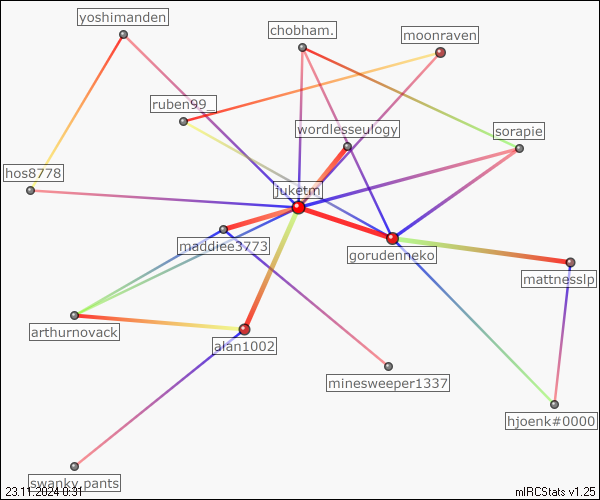 yoshimanden
chobham.
moonraven
ruben99_
wordlesseulogy
sorapie
hos8778
juketm
maddiee3773
gorudenneko
mattnesslp
arthurnovack
alan1002
minesweeper1337
hjoenk#0000
swanky.pants
23.11.2024 0:31
mIRCStats v1.25